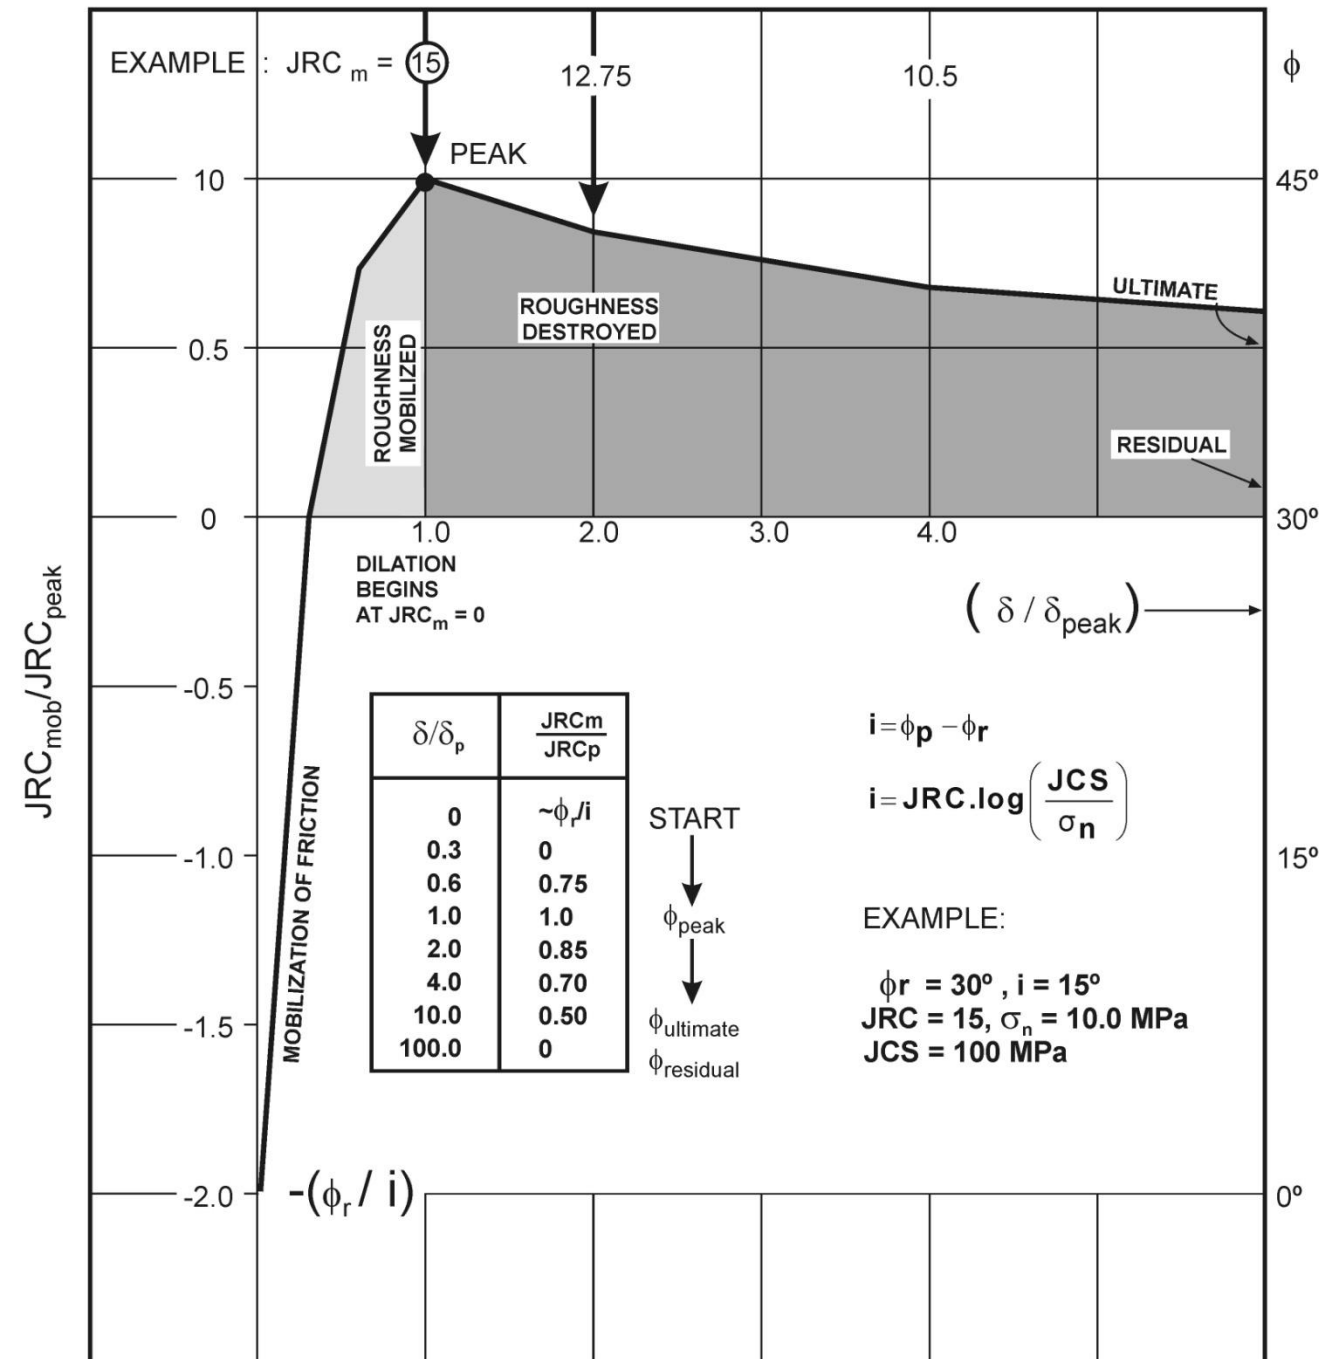 EXAMPLE : JRC m = 15
12.75
10.5
ϕ
PEAK
10
45º
ULTIMATE
ROUGHNESS
DESTROYED
ROUGHNESS
MOBILIZED
0.5
RESIDUAL
0
1.0
2.0
3.0
4.0
30º
DILATION
BEGINS
AT JRCm = 0
( δ / δpeak)
JRCmob/JRCpeak
-0.5
δ/δp
JRCm
JRCp
i=ϕp −ϕr
i=JRC.log(JCS/σn)
MOBILIZATION OF FRICTION
0 ~ϕr/i
START
0.3 0
-1.0
15º
0.6 0.75
1.0 1.0
ϕpeak
EXAMPLE:
2.0 0.85
4.0 0.70
ϕr = 30º , i = 15º
-1.5
10.0 0.50
ϕultimate
JRC = 15, σn = 10.0 MPa
100.0 0
ϕresidual
JCS = 100 MPa
-2.0
-(ϕr / i)
0º